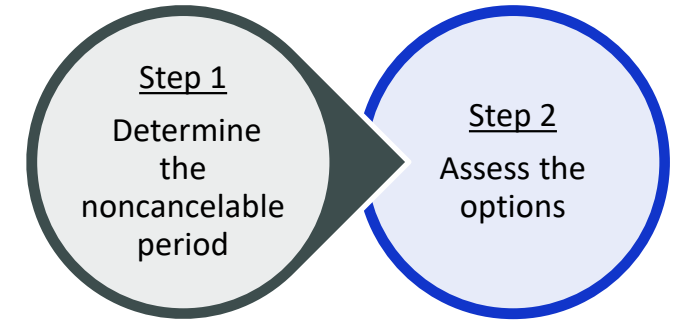 Step 1
Determine
the
noncancelable
period
Step 2
Assess the
options